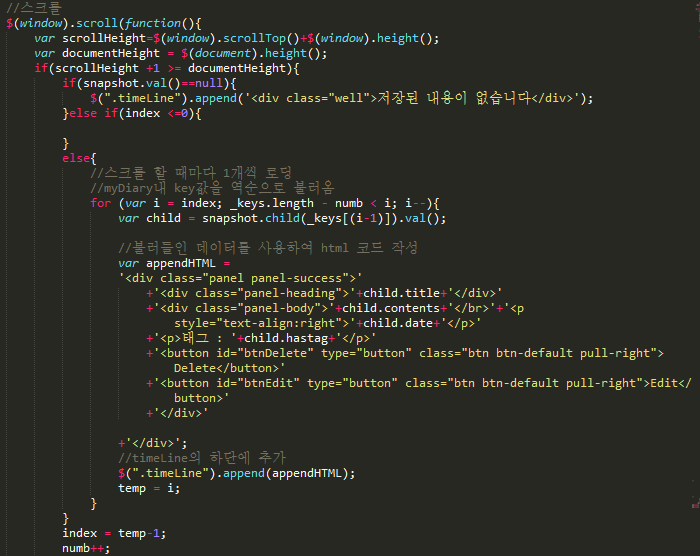 //스크롤
$(window).scroll(function(){
var scrollHeight=$(window).scrollTop()+$(window).height();
var documentHeight = $(document).height();
if(scrollHeight +1 >= documentHeight){
if(snapshot.val()==null){
$(".timeLine").append('<div class="well">저장된 내용이 없습니다</div>');
}else if(index <=0){
}
else{
//스크롤 할 때마다 1개씩 로딩
//myDiary내 key값을 역순으로 불러옴
for (var i = index; _keys.length - numb < i; i--){
var child = snapshot.child(_keys[(i-1)]).val();
//불러들인 데이터를 사용하여 html 코드 작성
var appendHTML =
'<div class="panel panel-success">'
+'<div class="panel-heading">'+child.title+'</div>'
+'<div class="panel-body">'+child.contents+'</br>'+'<p
style="text-align:right">'+child.date+'</p>'
+'<p>태그 : '+child.hastag+'</p>'
+'<button id="btnDelete" type="button" class="btn btn-default pull-right">
Delete</button>'
+'<button id="btnEdit" type="button" class="btn btn-default pull-right">Edit</
button>'
+'</div>'
+'</div>';
//timeLine의 하단에 추가
$(".timeLine").append(appendHTML);
temp = i;
}
}
index = temp-1;
numb++;